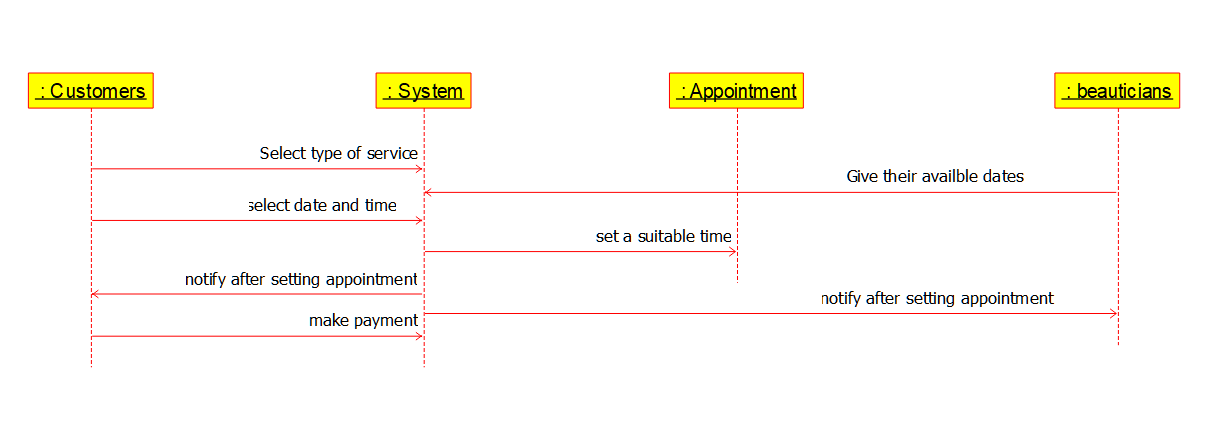 : Customers
: System
: Appointment
: beauticians
Select type of service
Give their availble dates
select date and time
set a suitable time
notify after setting appointment
notify after setting appointment
make payment